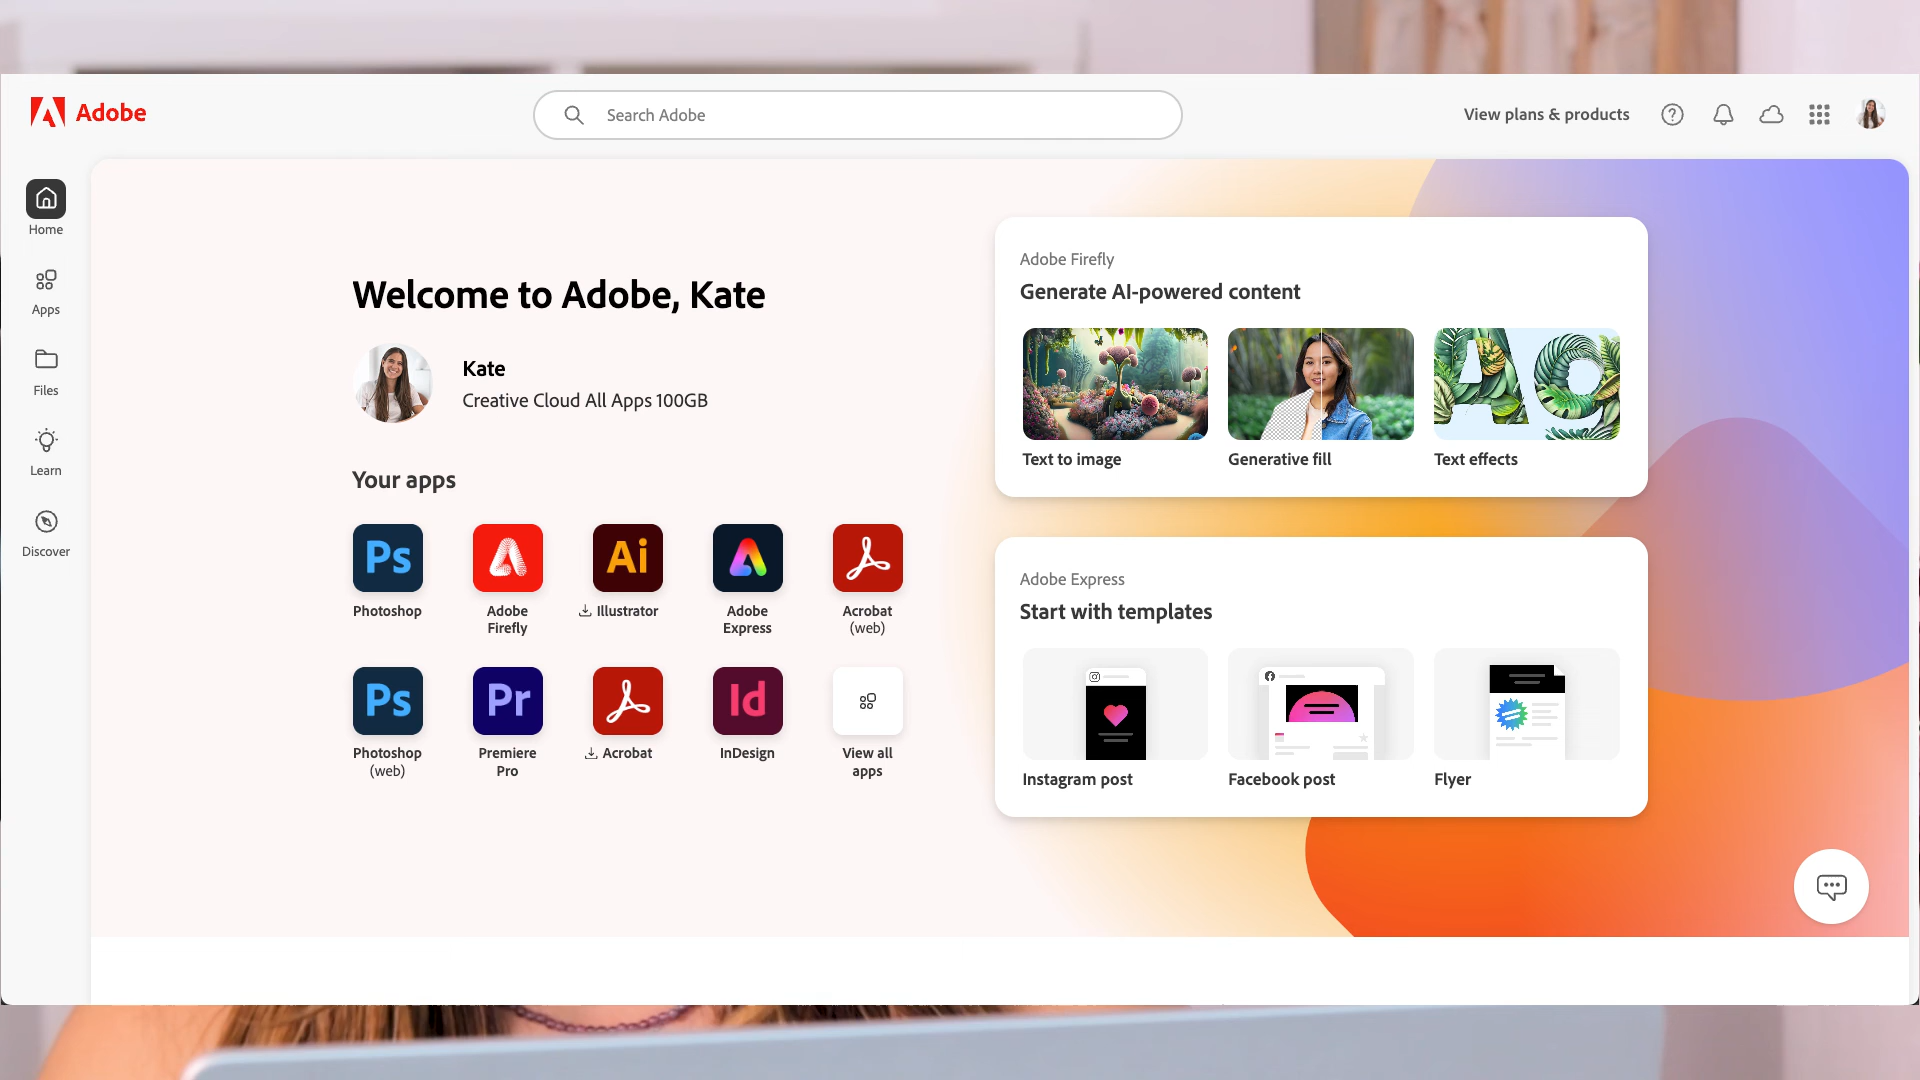 Adobe
Search Adobe
View plans & products
Home
Apps
Files
Learn
Discover
Welcome to Adobe, Kate
Kate
Creative Cloud All Apps 100GB
Your apps
Ps
Ai
Photoshop
Adobe
Firefly
Illustrator
Adobe
Express
Acrobat
(web)
Ps
Pr
Id
Photoshop
(web)
Premiere
Pro
Acrobat
InDesign
View all
apps
Adobe Firefly
Generate AI-powered content
Text to image
Generative fill
Text effects
Adobe Express
Start with templates
Instagram post
Facebook post
Flyer